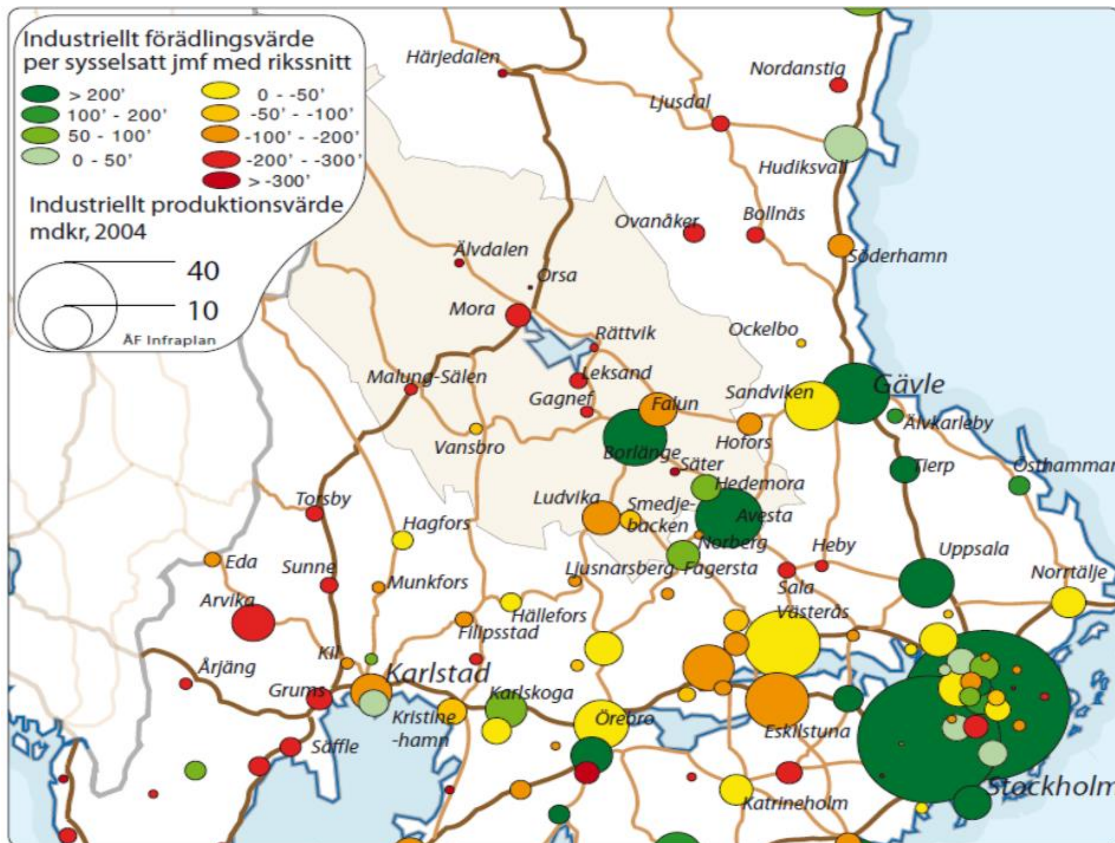 Industriellt förädlingsvärde
per sysselsatt jmf med rikssnitt
> 200'
0 - -50'
100' - 200'
-50' - -100'
50 - 100'
-100' - -200'
0 - 50'
-200' - -300'
> -300'
Industriellt produktionsvärde
mdkr, 2004
40
10
ÅF Infraplan
Härjedalen
Nordanstig
Ljusdal
Hudiksvall
Ovanåker
Bollnäs
Söderhamn
Älvdalen
Orsa
Mora
Rättvik
Ockelbo
Leksand
Malung-Sälen
Gagnef
Falun
Sandviken
Gävle
Vansbro
Borlänge
Hofors
Älvkarleby
Säter
Tierp
Östhammar
Hedemora
Ludvika
Smedje-
backen
Avesta
Torsby
Hagfors
Norberg
Heby
Uppsala
Eda
Sunne
Munkfors
Ljusnarsberg
Fagersta
Sala
Norrtälje
Arvika
Hällefors
Västerås
Filipsstad
Kil
Årjäng
Karlstad
Grums
Karlskoga
Kristine
-hamn
Örebro
Eskilstuna
Säffle
Stockholm
Katrineholm